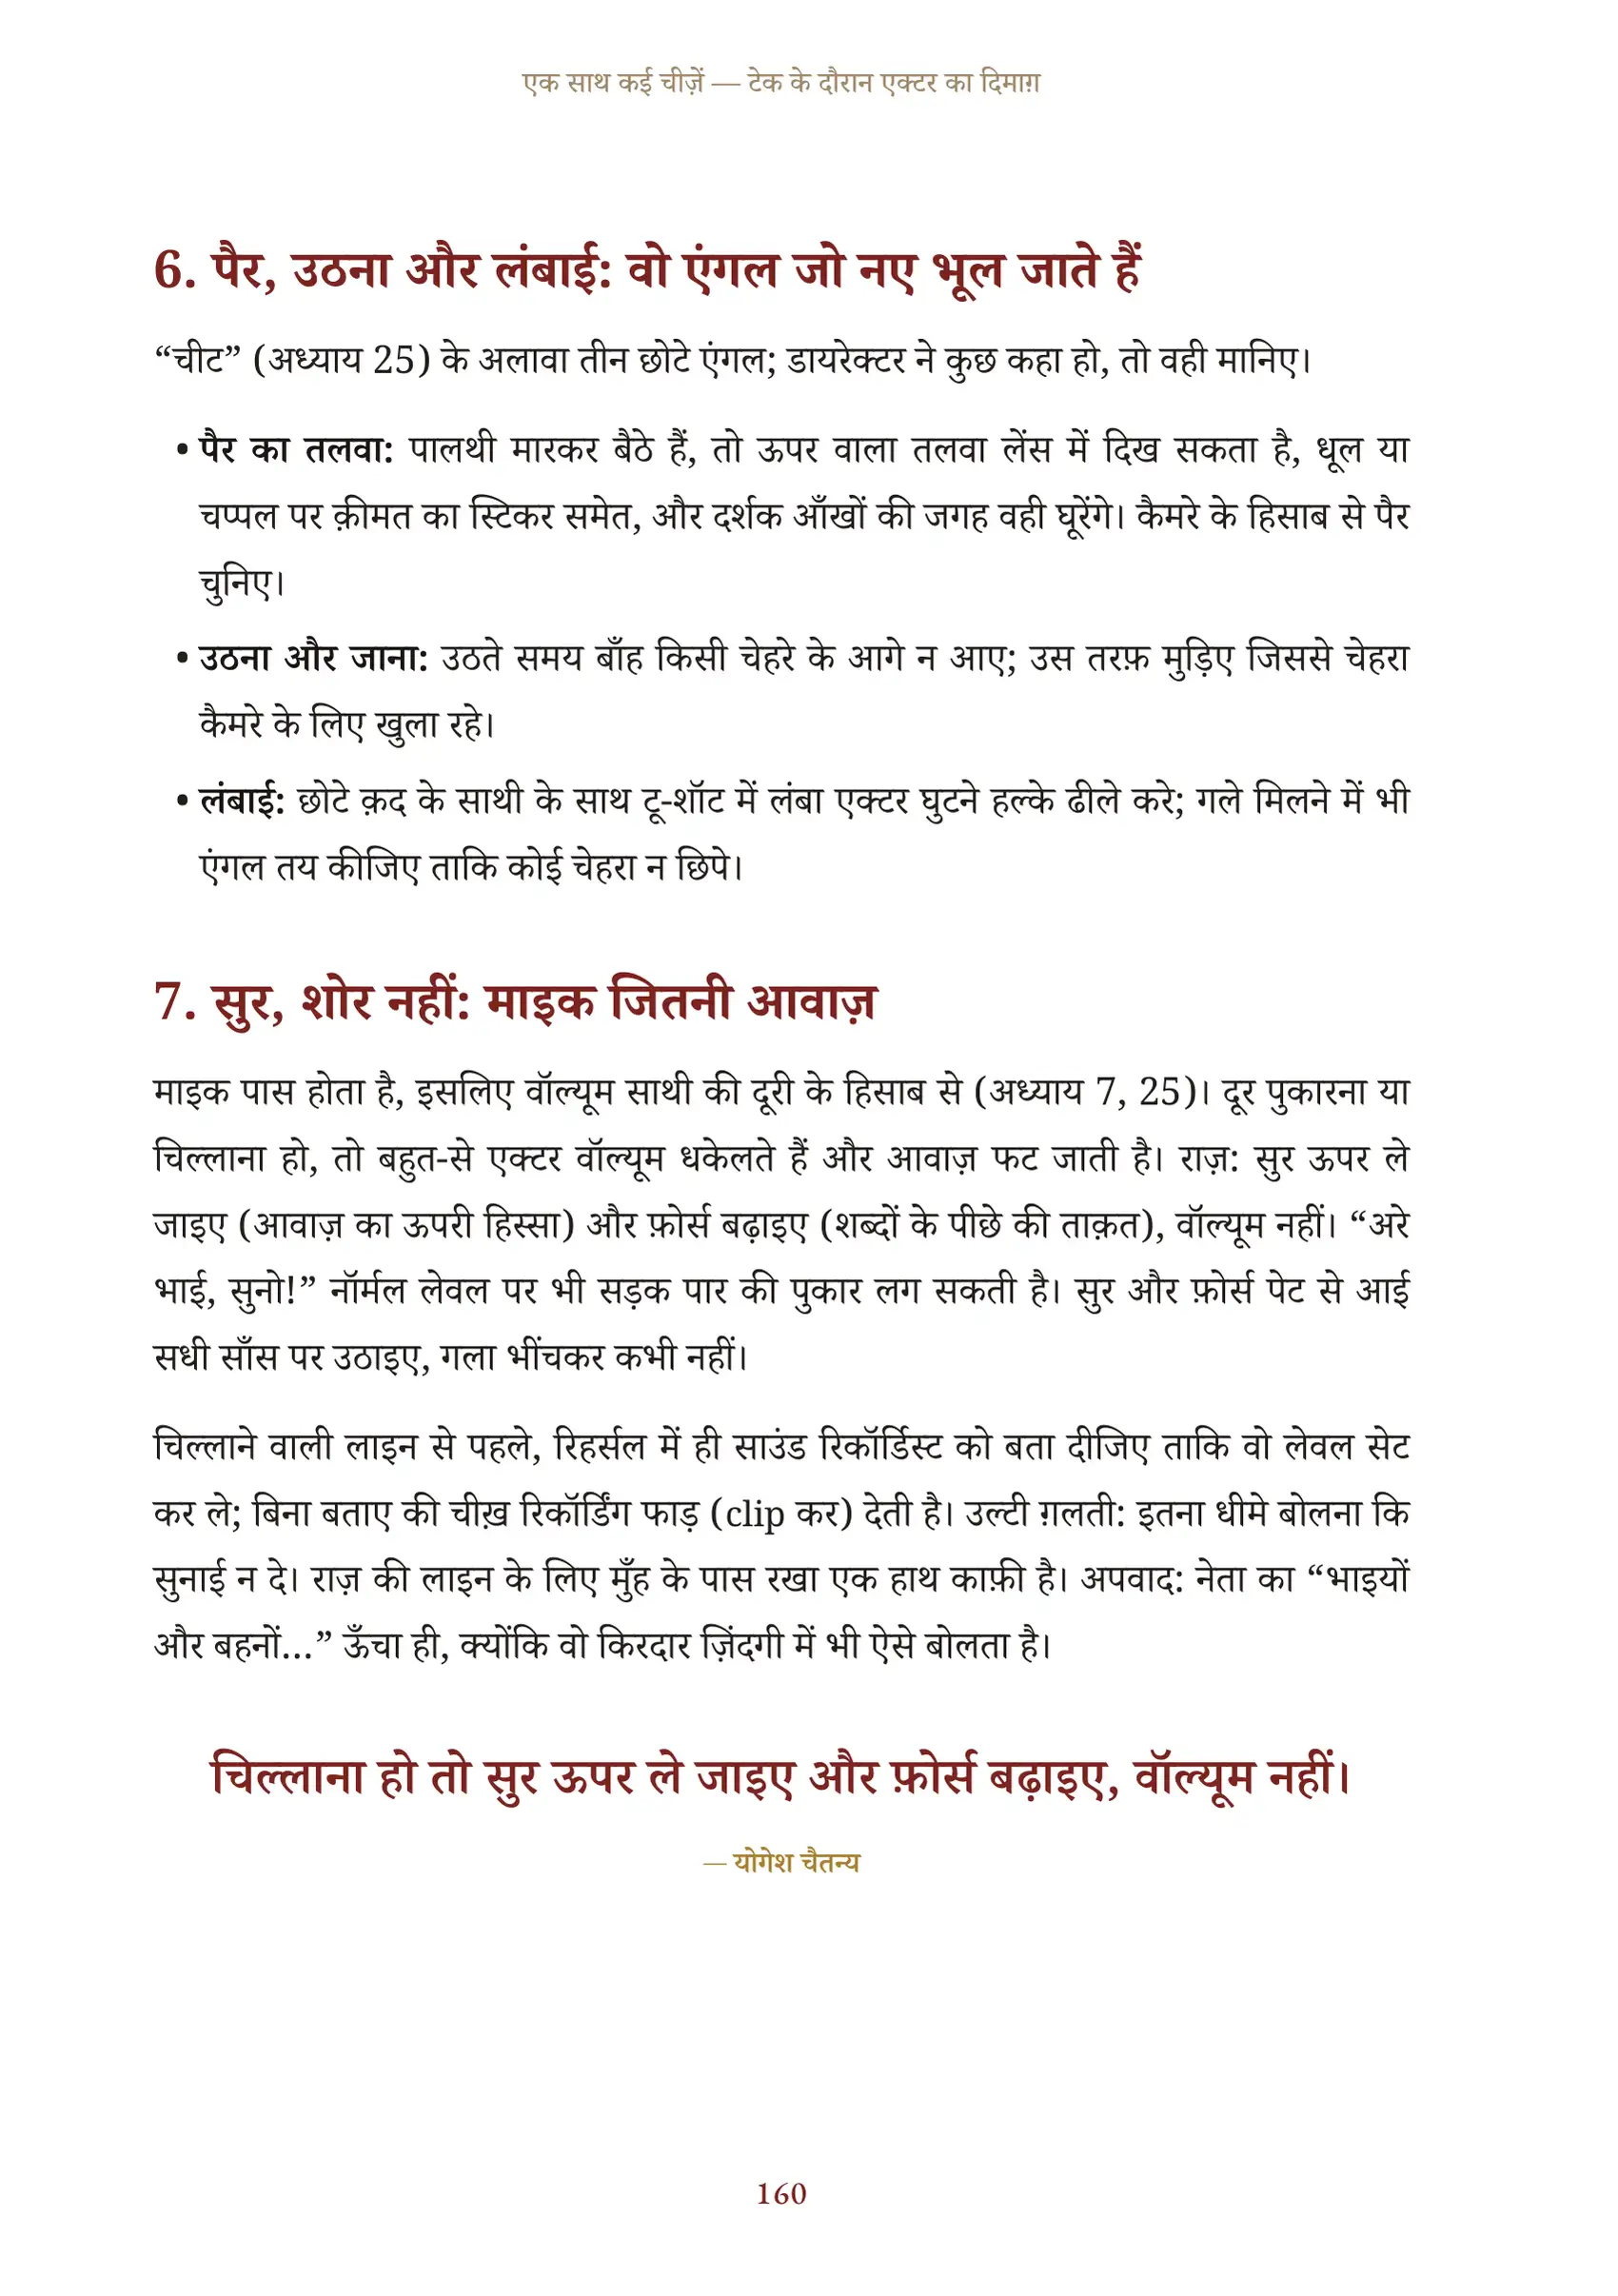 एक साथ कई चीज़ें — टेक के दौरान एक्टर का दिमाग़
6. पैर, उठना और लंबाई: वो एंगल जो नए भूल जाते हैं
“चीट” (अध्याय 25) के अलावा तीन छोटे एंगल; डायरेक्टर ने कुछ कहा हो, तो वही मानिए।
• पैर का तलवा: पालथी मारकर बैठे हैं, तो ऊपर वाला तलवा लेंस में दिख सकता है, धूल या
चप्पल पर क़ीमत का स्टिकर समेत, और दर्शक आँखों की जगह वही घूरेंगे। कैमरे के हिसाब से पैर
चुनिए।
• उठना और जाना: उठते समय बाँह किसी चेहरे के आगे न आए; उस तरफ़ मुड़िए जिससे चेहरा
कैमरे के लिए खुला रहे।
• लंबाई: छोटे क़द के साथी के साथ टू-शॉट में लंबा एक्टर घुटने हल्के ढीले करे; गले मिलने में भी
एंगल तय कीजिए ताकि कोई चेहरा न छिपे।
7. सुर, शोर नहीं: माइक जितनी आवाज़
माइक पास होता है, इसलिए वॉल्यूम साथी की दूरी के हिसाब से (अध्याय 7, 25)। दूर पुकारना या
चिल्लाना हो, तो बहुत-से एक्टर वॉल्यूम धकेलते हैं और आवाज़ फट जाती है। राज़: सुर ऊपर ले
जाइए (आवाज़ का ऊपरी हिस्सा) और फ़ोर्स बढ़ाइए (शब्दों के पीछे की ताक़त), वॉल्यूम नहीं। “अरे
भाई, सुनो!” नॉर्मल लेवल पर भी सड़क पार की पुकार लग सकती है। सुर और फ़ोर्स पेट से आई
सधी साँस पर उठाइए, गला भींचकर कभी नहीं।
चिल्लाने वाली लाइन से पहले, रिहर्सल में ही साउंड रिकॉर्डिस्ट को बता दीजिए ताकि वो लेवल सेट
कर ले; बिना बताए की चीख़ रिकॉर्डिंग फाड़ (clip कर) देती है। उल्टी ग़लती: इतना धीमे बोलना कि
सुनाई न दे। राज़ की लाइन के लिए मुँह के पास रखा एक हाथ काफ़ी है। अपवाद: नेता का “भाइयों
और बहनों…” ऊँचा ही, क्योंकि वो किरदार ज़िंदगी में भी ऐसे बोलता है।
चिल्लाना हो तो सुर ऊपर ले जाइए और फ़ोर्स बढ़ाइए, वॉल्यूम नहीं।
— योगेश चैतन्य
160